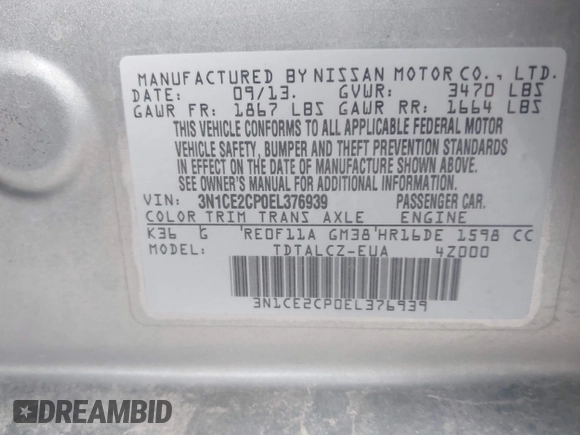 MANUFACTURED BY NISSAN MOTOR CO., LTD.
DATE: 09/13. GVWR: 3470 LBS
GAWR FR: 1867 LBS GAWR RR: 1664 LBS
THIS VEHICLE CONFORMS TO ALL APPLICABLE FEDERAL MOTOR
VEHICLE SAFETY, BUMPER AND THEFT PREVENTION STANDARDS
IN EFFECT ON THE DATE OF MANUFACTURE SHOWN ABOVE.
SEE OWNER'S MANUAL FOR ADDITIONAL INFORMATION.
VIN: 3N1CE2CP0EL376939 PASSENGER CAR.
COLOR TRIM TRANS AXLE ENGINE
K36 G RE0F11A GM38 HR16DE 1598 CC
MODEL: TDTALCZ-EUA 4Z000
3N1CE2CP0EL376939
DREAMBID